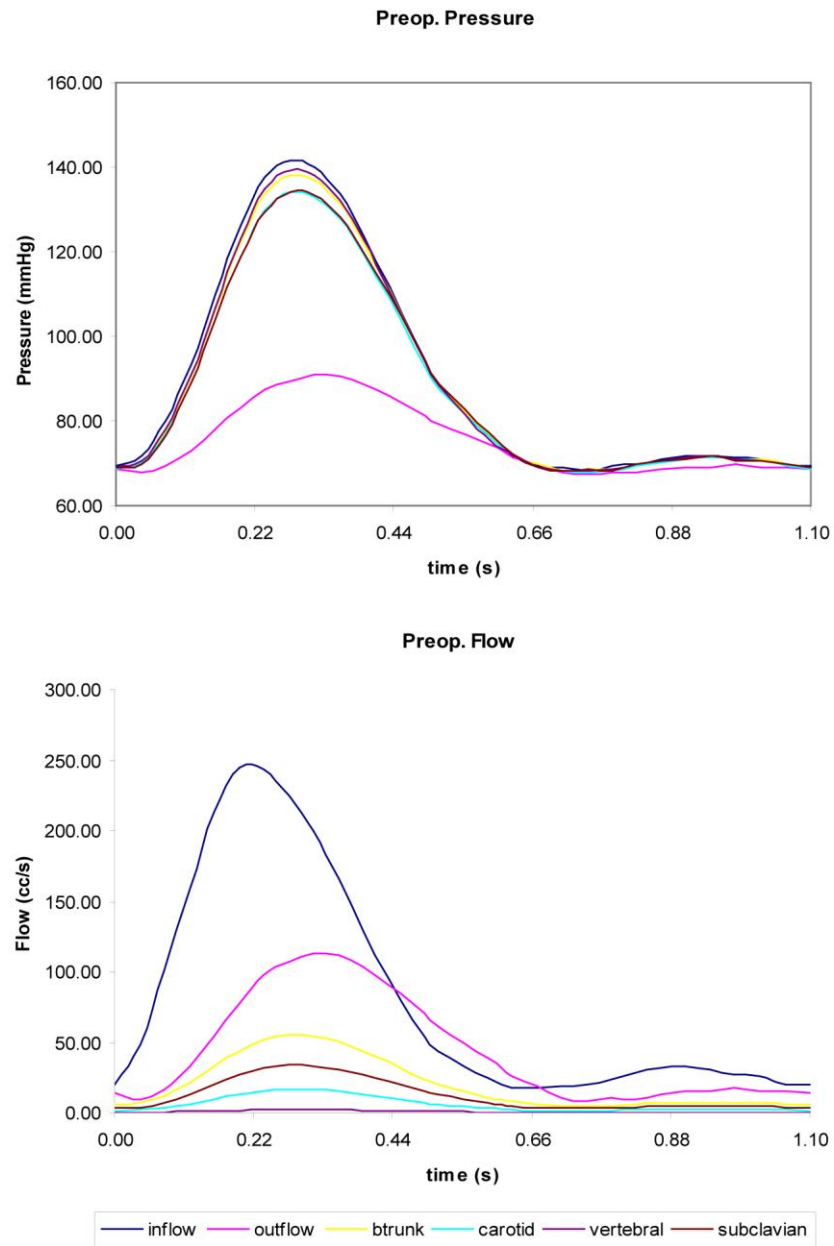 Preop. Pressure
160.00
140.00
120.00
100.00
80.00
60.00
Pressure (mmHg)
0.00 0.22 0.44 0.66 0.88 1.10
time (s)
Preop. Flow
300.00
250.00
200.00
150.00
100.00
50.00
0.00
Flow (cc/s)
0.00 0.22 0.44 0.66 0.88 1.10
time (s)
inflow outflow btrunk carotid vertebral subclavian